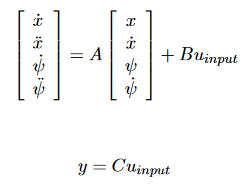 [ẋ ẍ ψ̇ ψ̈] = A [x ẋ ψ ψ̇] + Bu_input
y = Cu_input